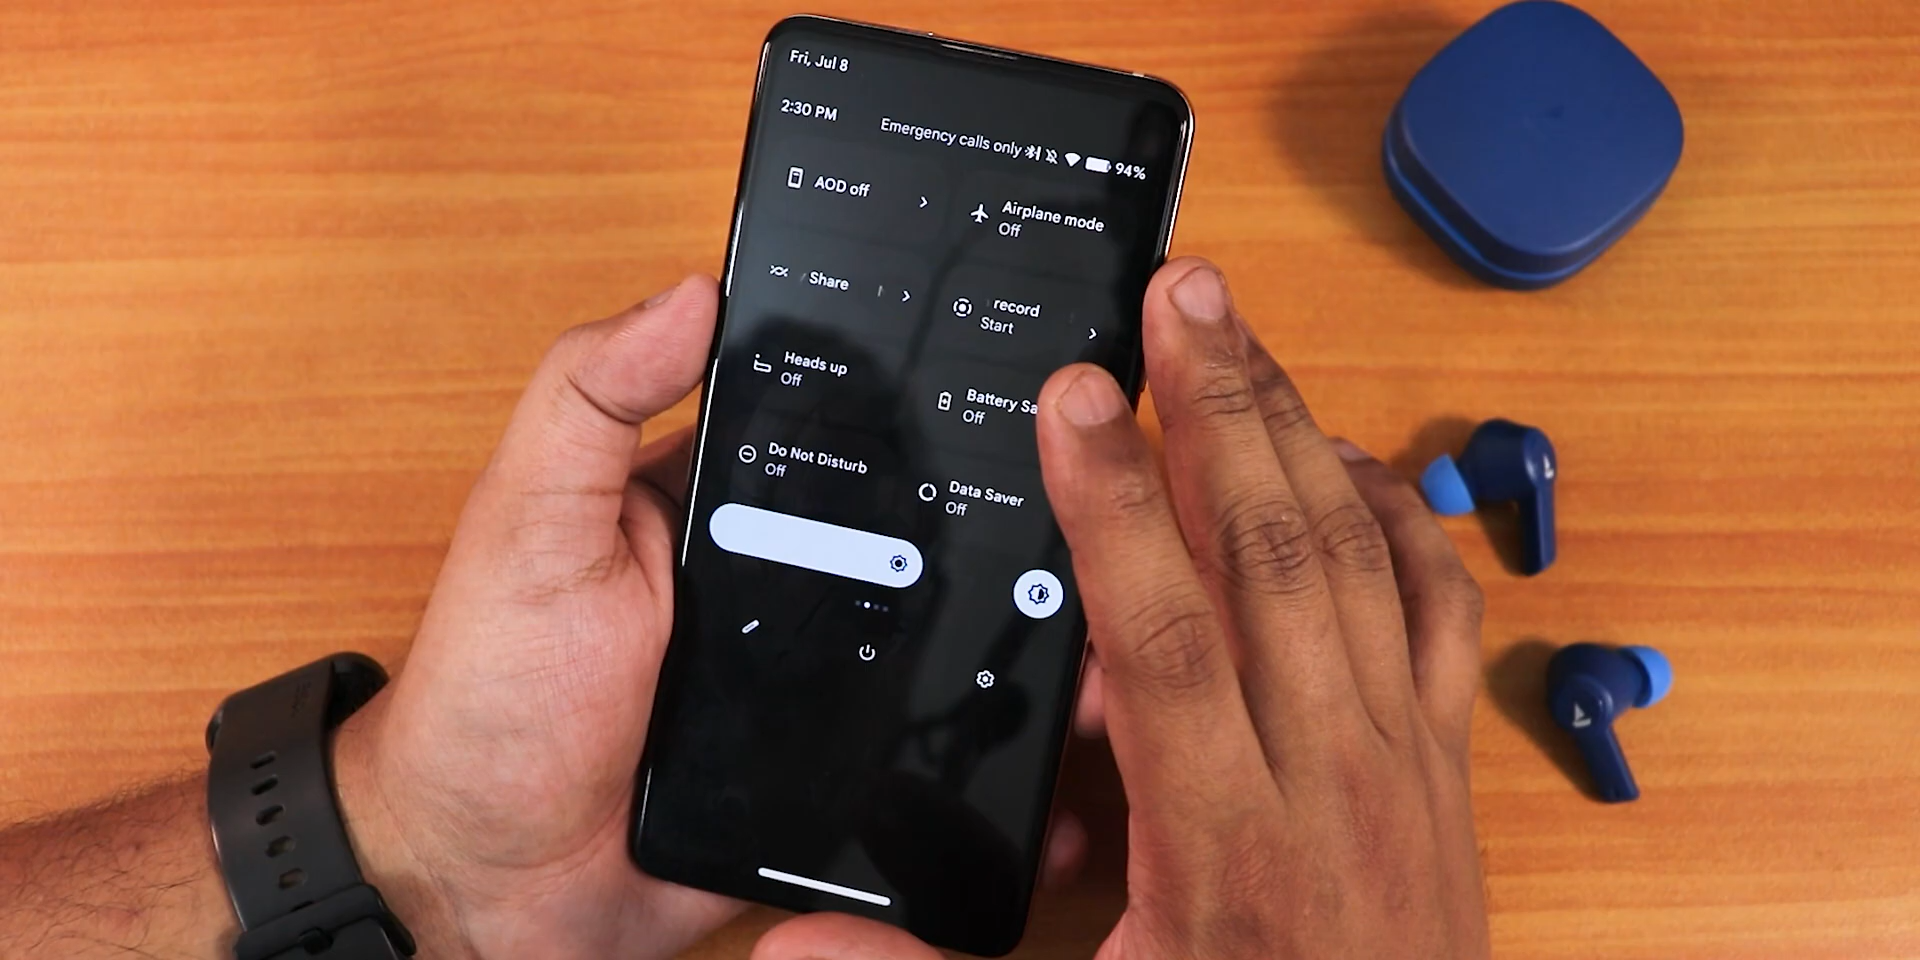 Fri, Jul 8
2:30 PM
Emergency calls only
94%
AOD off
Airplane mode
Off
Share
record
Start
Heads up
Off
Battery Sa
Off
Do Not Disturb
Off
Data Saver
Off